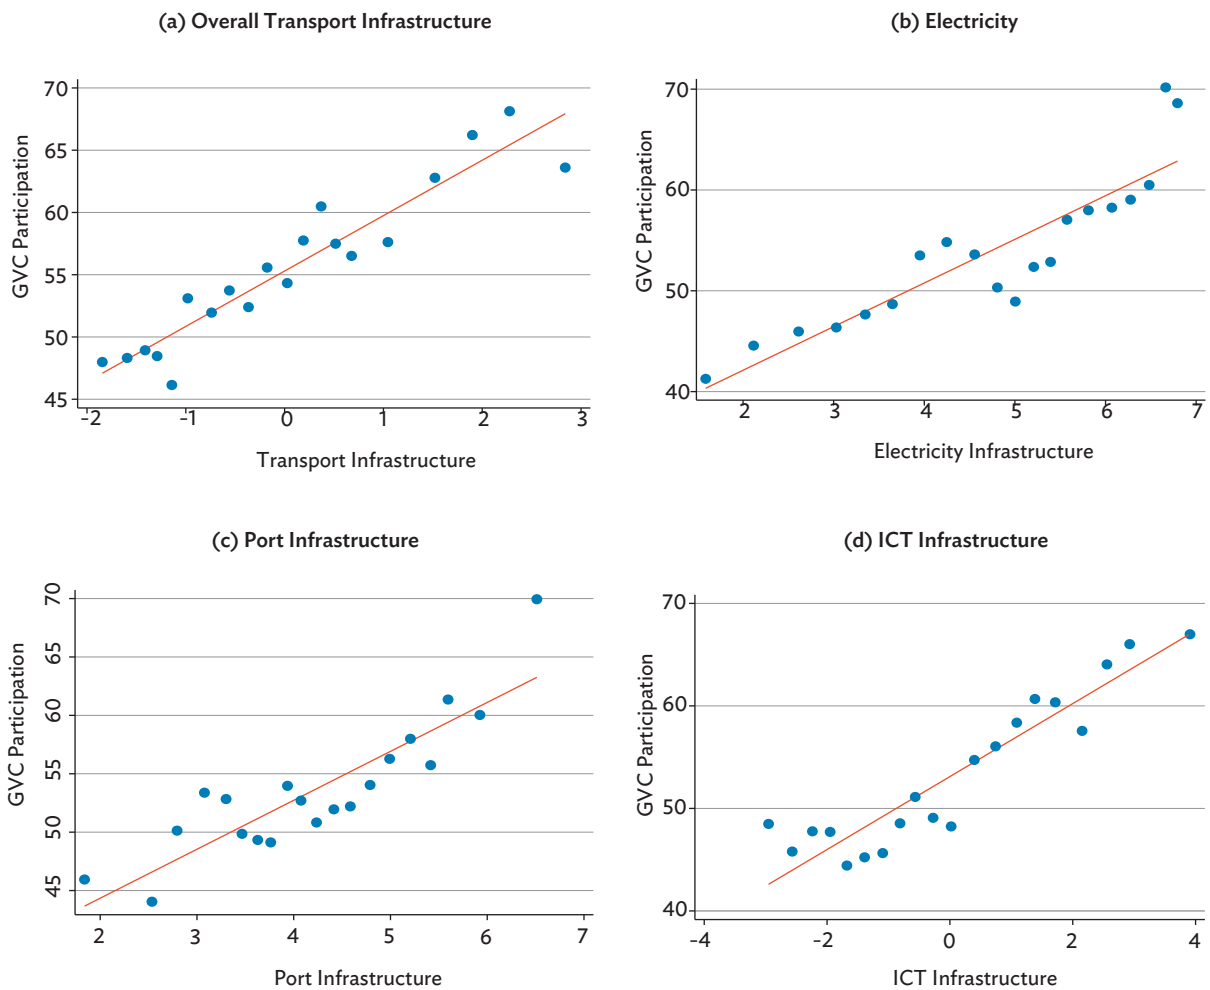 (a) Overall Transport Infrastructure
70
65
60
55
50
45
GVC Participation
-2 -1 0 1 2 3
Transport Infrastructure
(b) Electricity
70
60
50
40
GVC Participation
2 3 4 5 6 7
Electricity Infrastructure
(c) Port Infrastructure
70
65
60
55
50
45
GVC Participation
2 3 4 5 6 7
Port Infrastructure
(d) ICT Infrastructure
70
60
50
40
GVC Participation
-4 -2 0 2 4
ICT Infrastructure